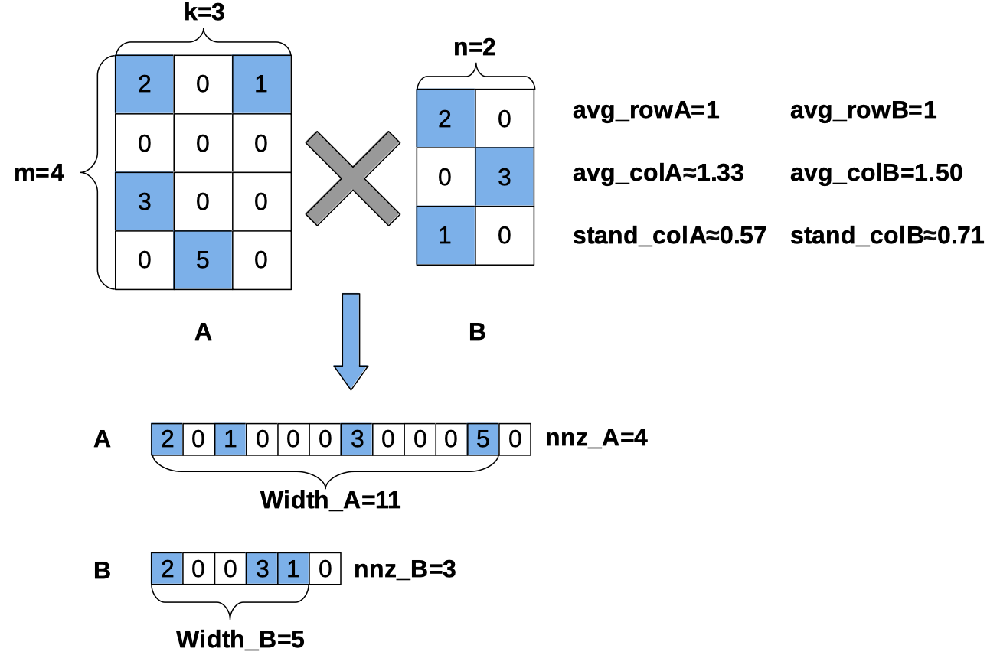 k=3
n=2
m=4
2 0 1
0 0 0
3 0 0
0 5 0
2 0
0 3
1 0
avg_rowA=1 avg_rowB=1
avg_colA≈1.33 avg_colB=1.50
stand_colA≈0.57 stand_colB≈0.71
A B
A 2 0 1 0 0 0 3 0 0 0 5 0 nnz_A=4
Width_A=11
B 2 0 0 3 1 0 nnz_B=3
Width_B=5